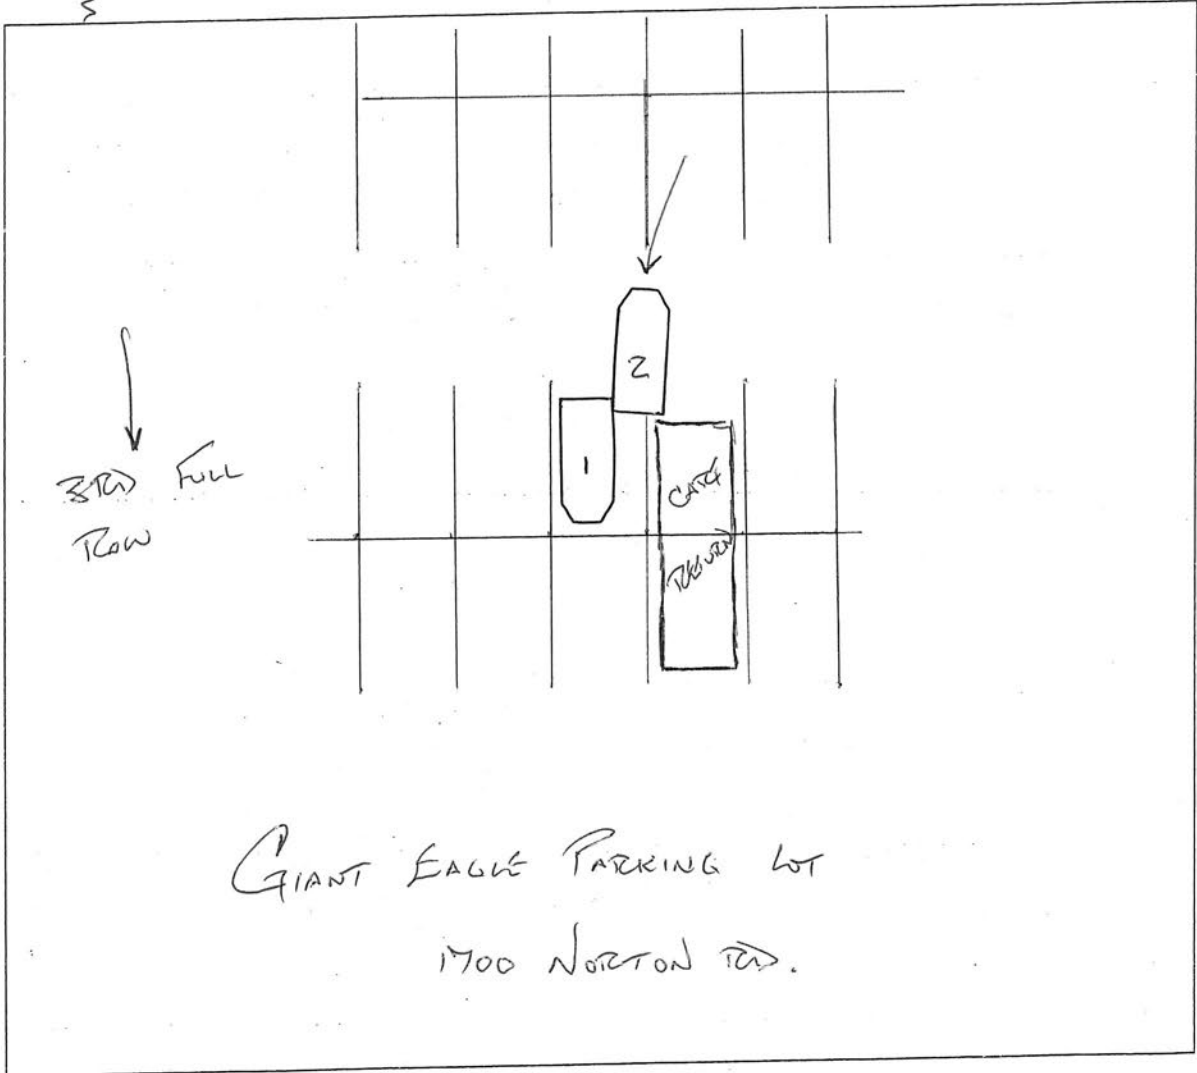 2
1
CART
RETURN
3RD FULL
ROW
GIANT EAGLE PARKING LOT
1700 NORTON RD.